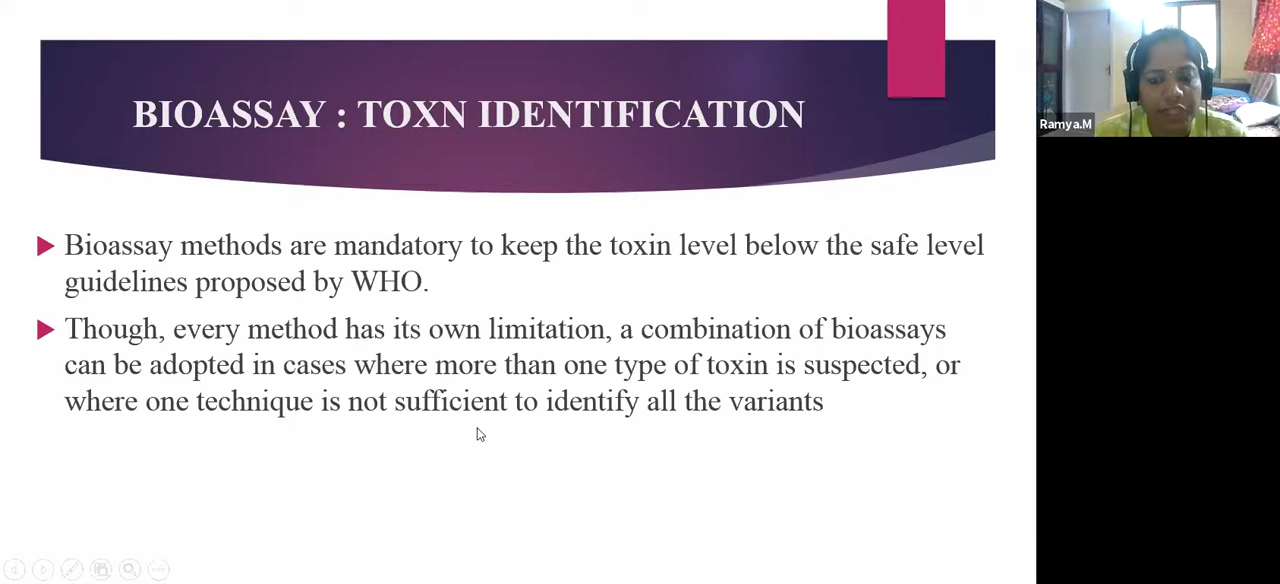 BIOASSAY : TOXN IDENTIFICATION
Bioassay methods are mandatory to keep the toxin level below the safe level
guidelines proposed by WHO.
Though, every method has its own limitation, a combination of bioassays
can be adopted in cases where more than one type of toxin is suspected, or
where one technique is not sufficient to identify all the variants
Ramya.M